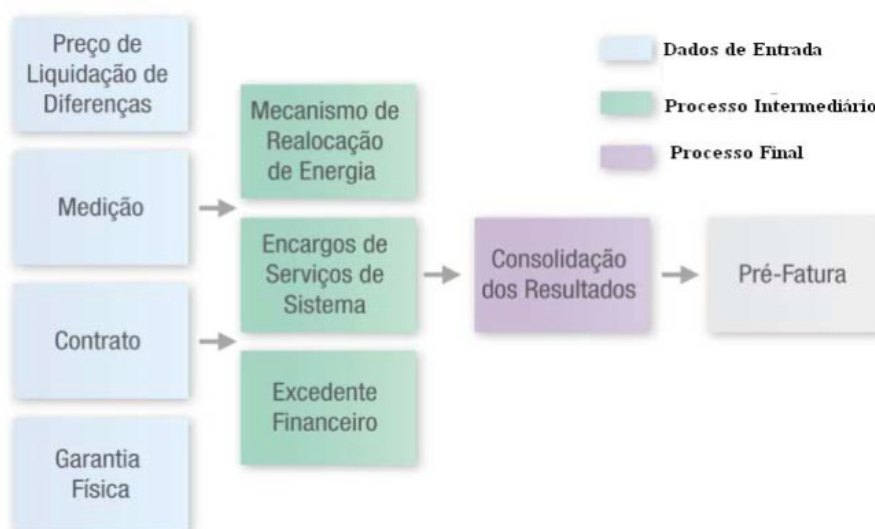 Preço de
Liquidação de
Diferenças
Medição
Contrato
Garantia
Física
Mecanismo de
Realocação
de Energia
Encargos de
Serviços de
Sistema
Excedente
Financeiro
Consolidação
dos Resultados
Pré-Fatura
Dados de Entrada
Processo Intermediário
Processo Final